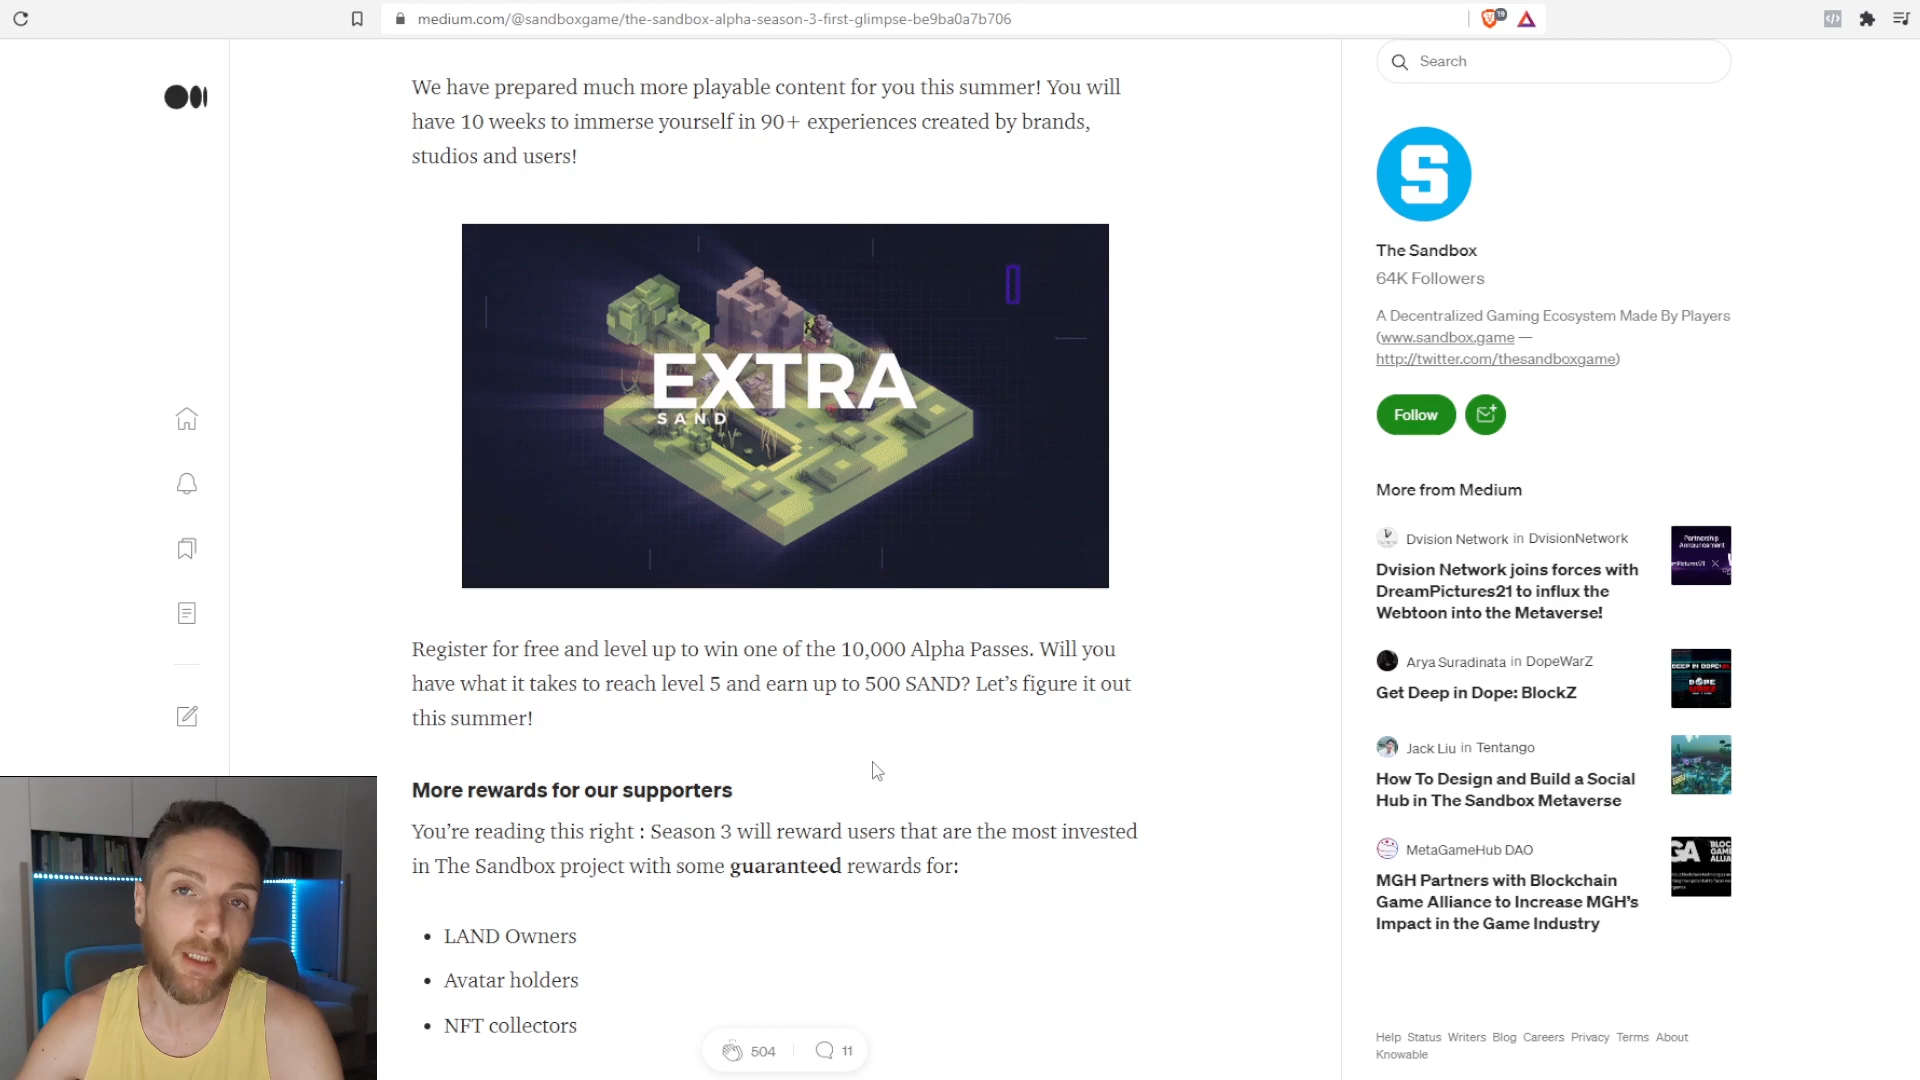 medium.com/@sandboxgame/the-sandbox-alpha-season-3-first-glimpse-be9ba0a7b706
19
We have prepared much more playable content for you this summer! You will
have 10 weeks to immerse yourself in 90+ experiences created by brands,
studios and users!
EXTRA
SAND
Register for free and level up to win one of the 10,000 Alpha Passes. Will you
have what it takes to reach level 5 and earn up to 500 SAND? Let's figure it out
this summer!
More rewards for our supporters
You're reading this right : Season 3 will reward users that are the most invested
in The Sandbox project with some guaranteed rewards for:
• LAND Owners
• Avatar holders
• NFT collectors
504
11
Search
S
The Sandbox
64K Followers
A Decentralized Gaming Ecosystem Made By Players
(www.sandbox.game —
http://twitter.com/thesandboxgame)
Follow
More from Medium
Dvision Network in DvisionNetwork
Dvision Network joins forces with
DreamPictures21 to influx the
Webtoon into the Metaverse!
Partnership
Announcement
Arya Suradinata in DopeWarZ
Get Deep in Dope: BlockZ
Jack Liu in Tentango
How To Design and Build a Social
Hub in The Sandbox Metaverse
MetaGameHub DAO
MGH Partners with Blockchain
Game Alliance to Increase MGH's
Impact in the Game Industry
Help Status Writers Blog Careers Privacy Terms About
Knowable